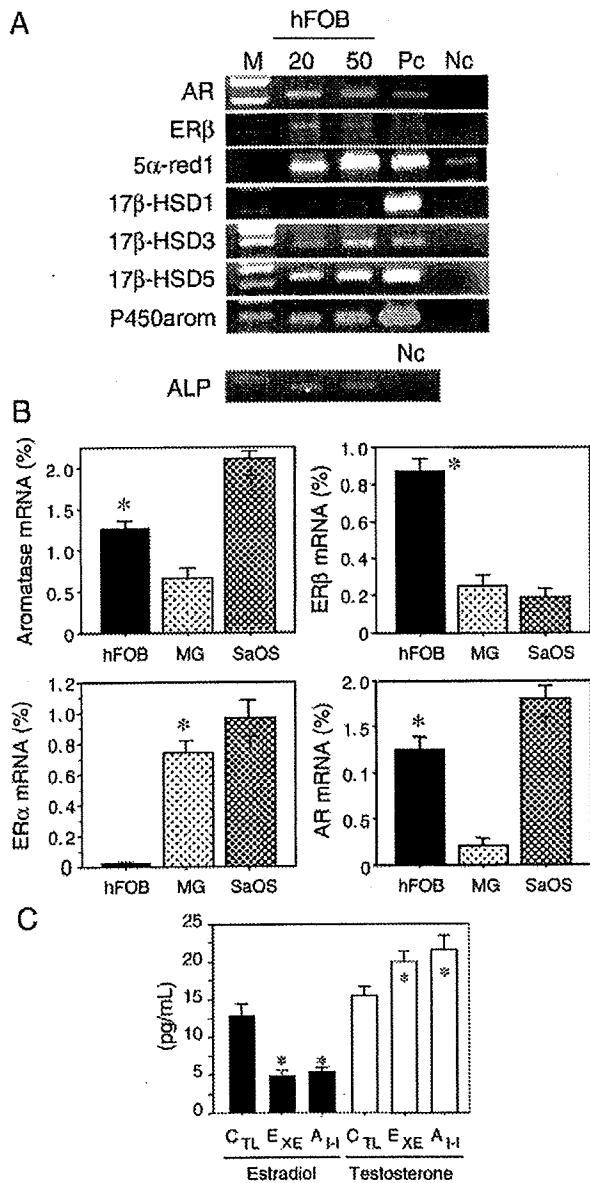 A
hFOB
M 20 50 Pc Nc
AR
ERβ
5α-red1
17β-HSD1
17β-HSD3
17β-HSD5
P450arom
Nc
ALP
B
Aromatase mRNA (%)
2.0
1.5
1.0
0.5
0
*
hFOB MG SaOS
ERβ mRNA (%)
1.0
0.8
0.6
0.4
0.2
0
*
hFOB MG SaOS
ERα mRNA (%)
1.2
1.0
0.8
0.6
0.4
0.2
0
*
hFOB MG SaOS
AR mRNA (%)
2.0
1.5
0.1
0.5
0
*
hFOB MG SaOS
C
(pg/mL)
25
20
15
10
5
0
* * * *
CTL EXE AI-I CTL EXE AI-I
Estradiol Testosterone